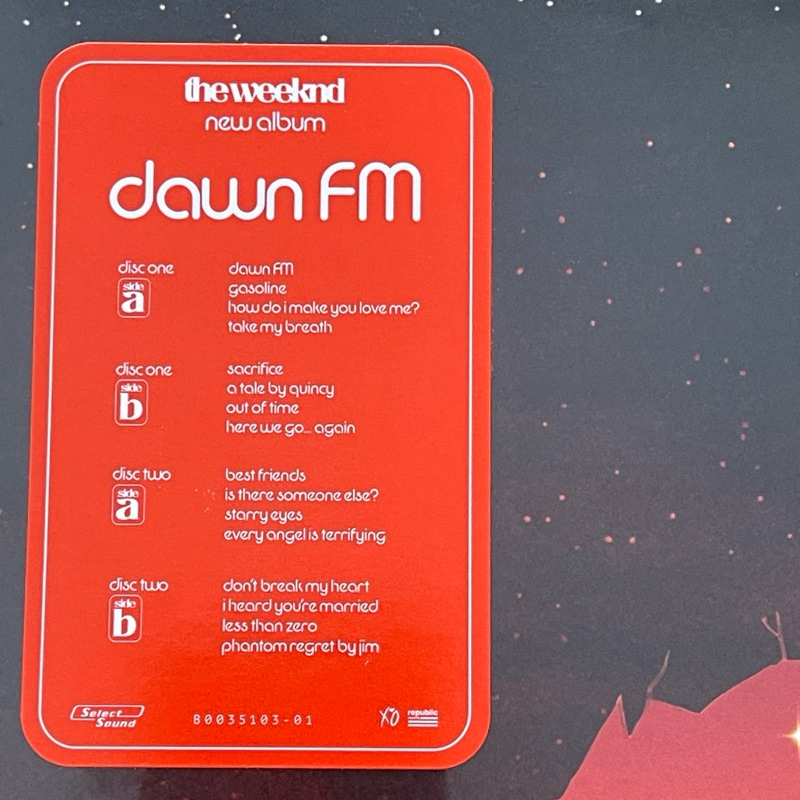 the weeknd
new album
dawn FM
disc one
side
a
dawn FM
gasoline
how do i make you love me?
take my breath
disc one
side
b
sacrifice
a tale by quincy
out of time
here we go... again
disc two
side
a
best friends
is there someone else?
starry eyes
every angel is terrifying
disc two
side
b
don't break my heart
i heard you're married
less than zero
phantom regret by jim
Select
Sound
B0035103-01
XO
republic